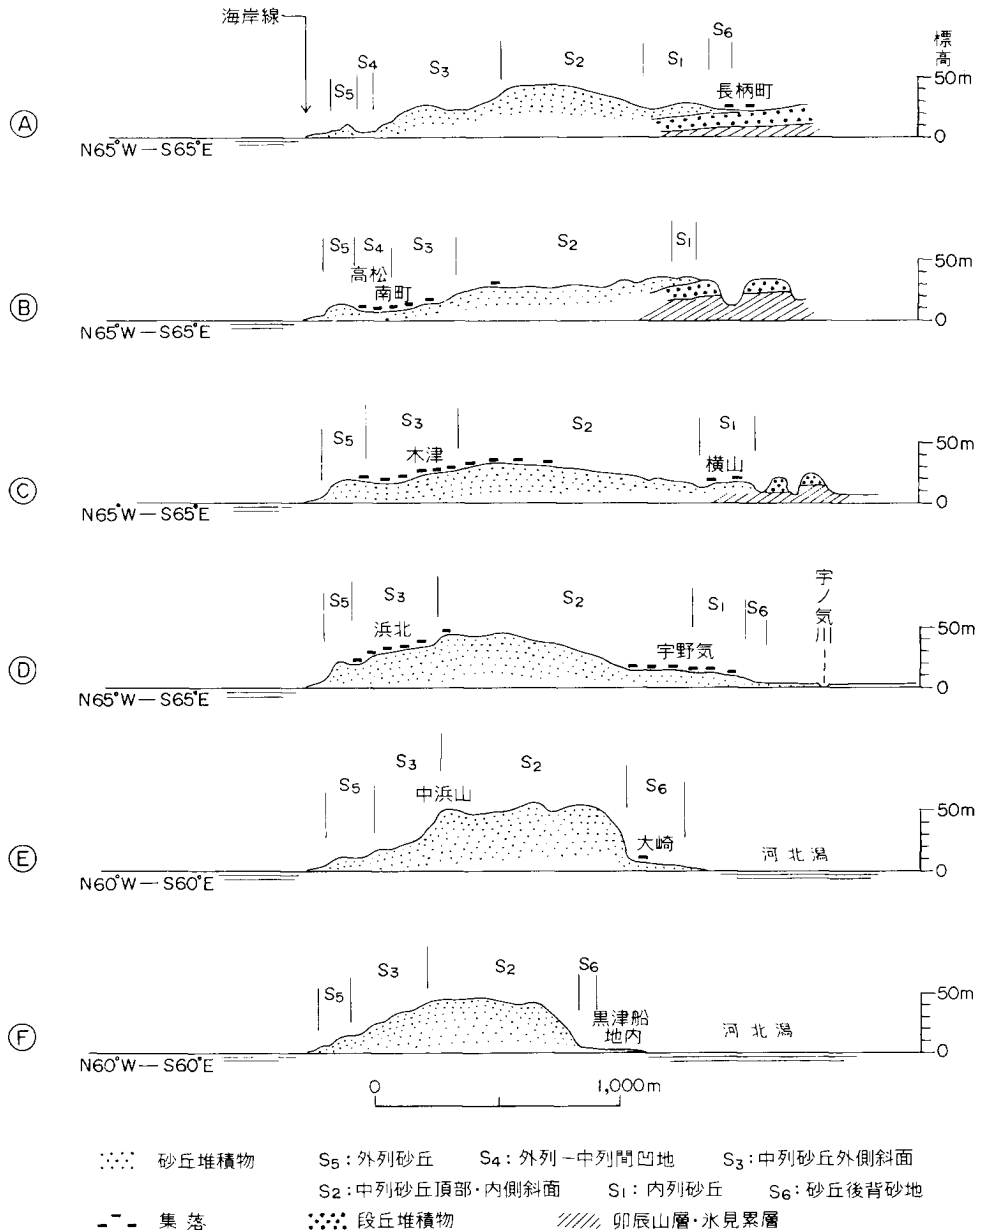 海岸線
S₆
S₄ S₃ S₂ S₁
S₅
標高
長柄町
50m
Ⓐ
0
N65°W—S65°E
S₅ S₄ S₃ S₂ S₁
高松
南町
50m
Ⓑ
0
N65°W—S65°E
S₅ S₃ S₂ S₁
木津 横山
50m
Ⓒ
0
N65°W—S65°E
宇ノ気川
S₅ S₃ S₂ S₁ S₆
浜北 宇野気
50m
Ⓓ
0
N65°W—S65°E
S₅ S₃ S₂ S₆
中浜山
50m
大崎
Ⓔ
河北潟
0
N60°W—S60°E
S₅ S₃ S₂ S₆
50m
黒津船
地内
河北潟
Ⓕ
0
N60°W—S60°E
0 1,000m
砂丘堆積物 S₅：外列砂丘 S₄：外列－中列間凹地 S₃：中列砂丘外側斜面
S₂：中列砂丘頂部・内側斜面 S₁：内列砂丘 S₆：砂丘後背砂地
集落 段丘堆積物 卯辰山層・氷見累層